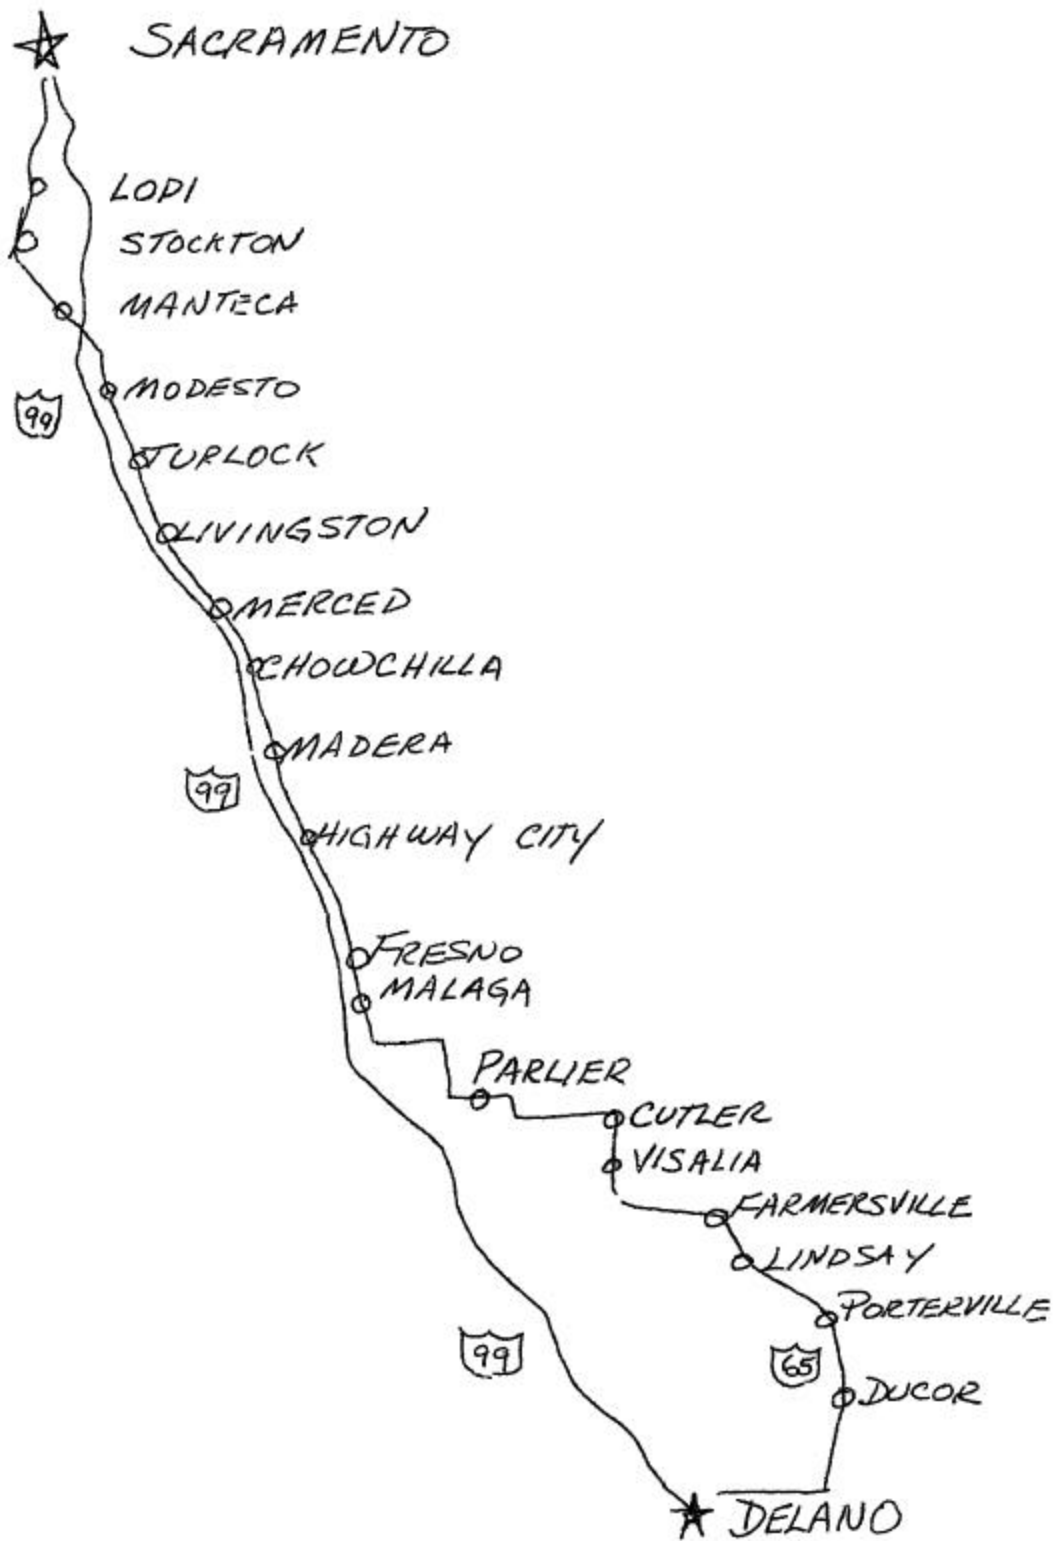 SACRAMENTO
LODI
STOCKTON
MANTECA
99
MODESTO
TURLOCK
LIVINGSTON
MERCED
CHOWCHILLA
MADERA
99
HIGHWAY CITY
FRESNO
MALAGA
PARLIER
CUTLER
VISALIA
FARMERSVILLE
LINDSAY
PORTERVILLE
99
65
DUCOR
DELANO